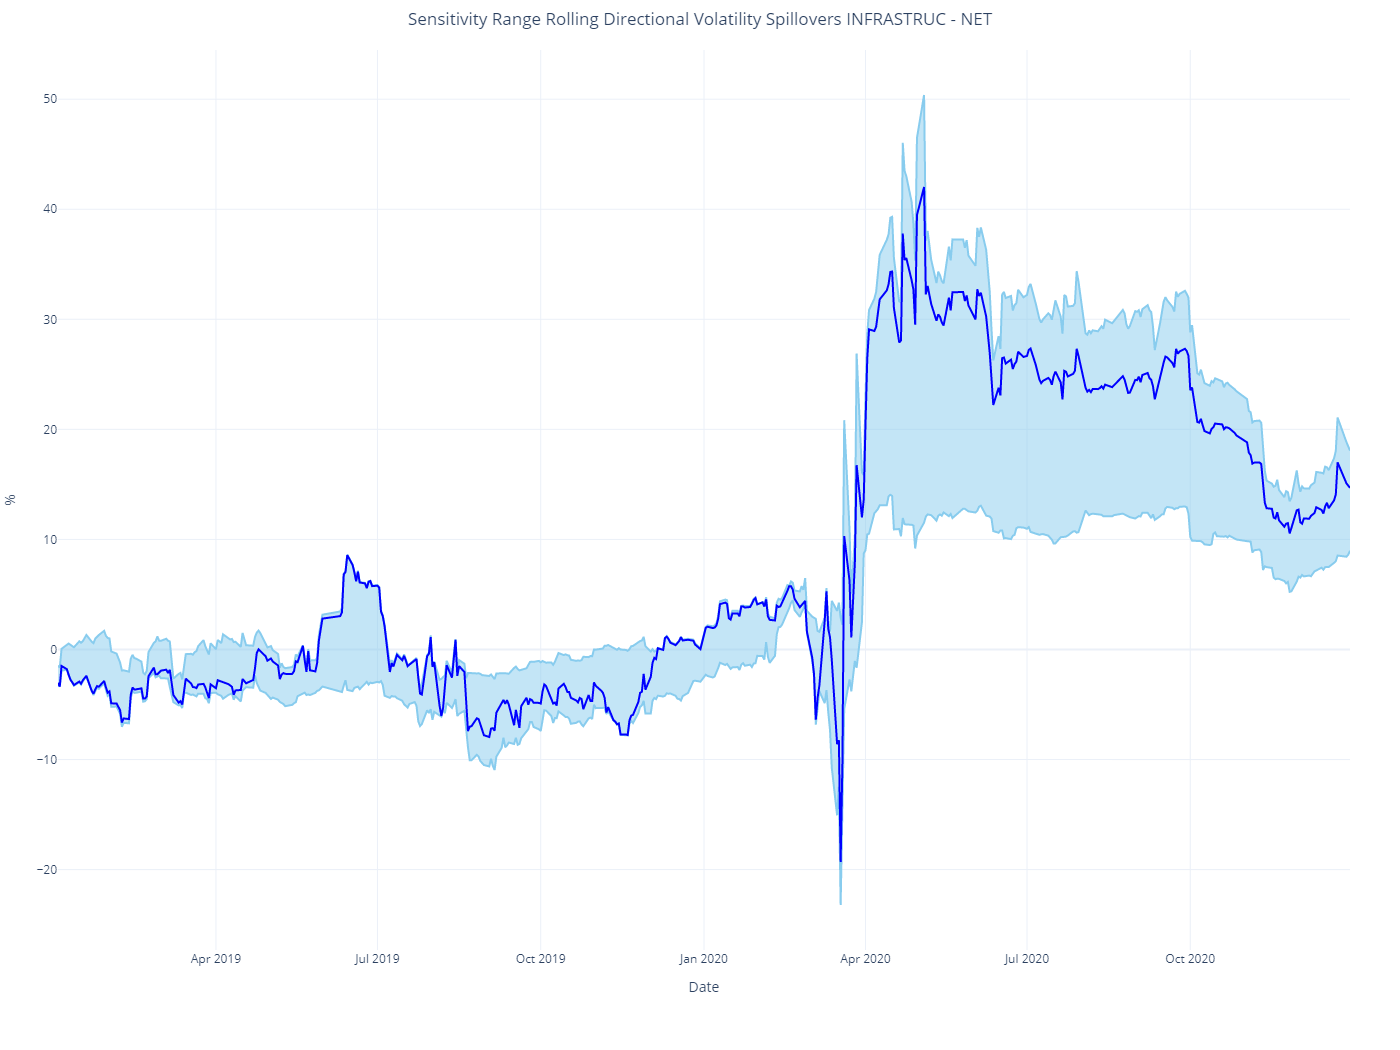 Sensitivity Range Rolling Directional Volatility Spillovers INFRASTRUC - NET
50
40
30
20
10
0
−10
−20
%
Apr 2019
Jul 2019
Oct 2019
Jan 2020
Apr 2020
Jul 2020
Oct 2020
Date